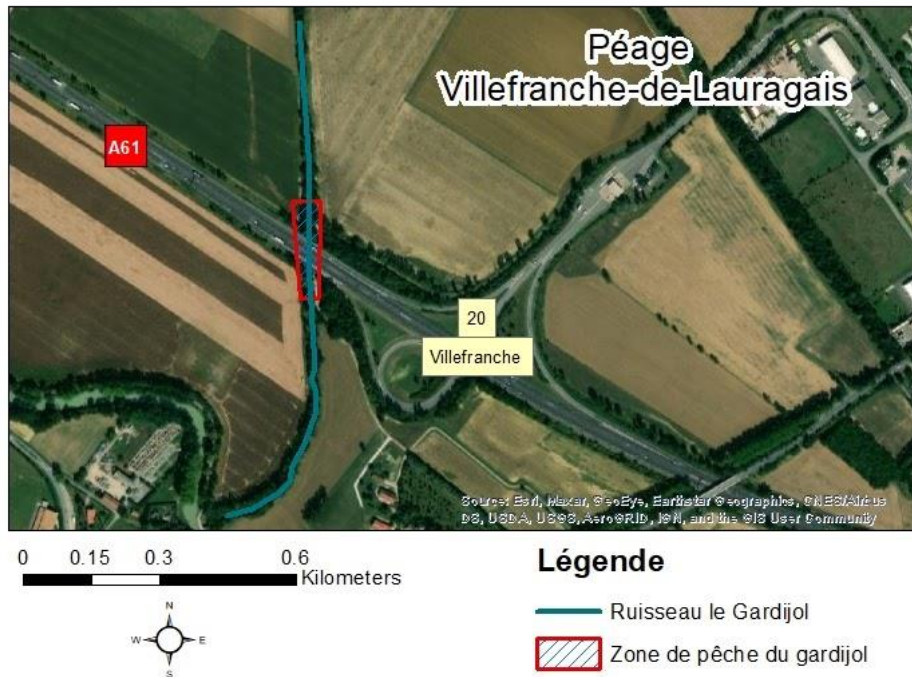 Péage
Villefranche-de-Lauragais
A61
20
Villefranche
Source: Esri, Maxar, GeoEye, Earthstar Geographics, CNES/Airbus
DS, USDA, USGS, AeroGRID, IGN, and the GIS User Community
0 0.15 0.3 0.6
Kilometers
N
W E
S
Légende
Ruisseau le Gardijol
Zone de pêche du gardijol